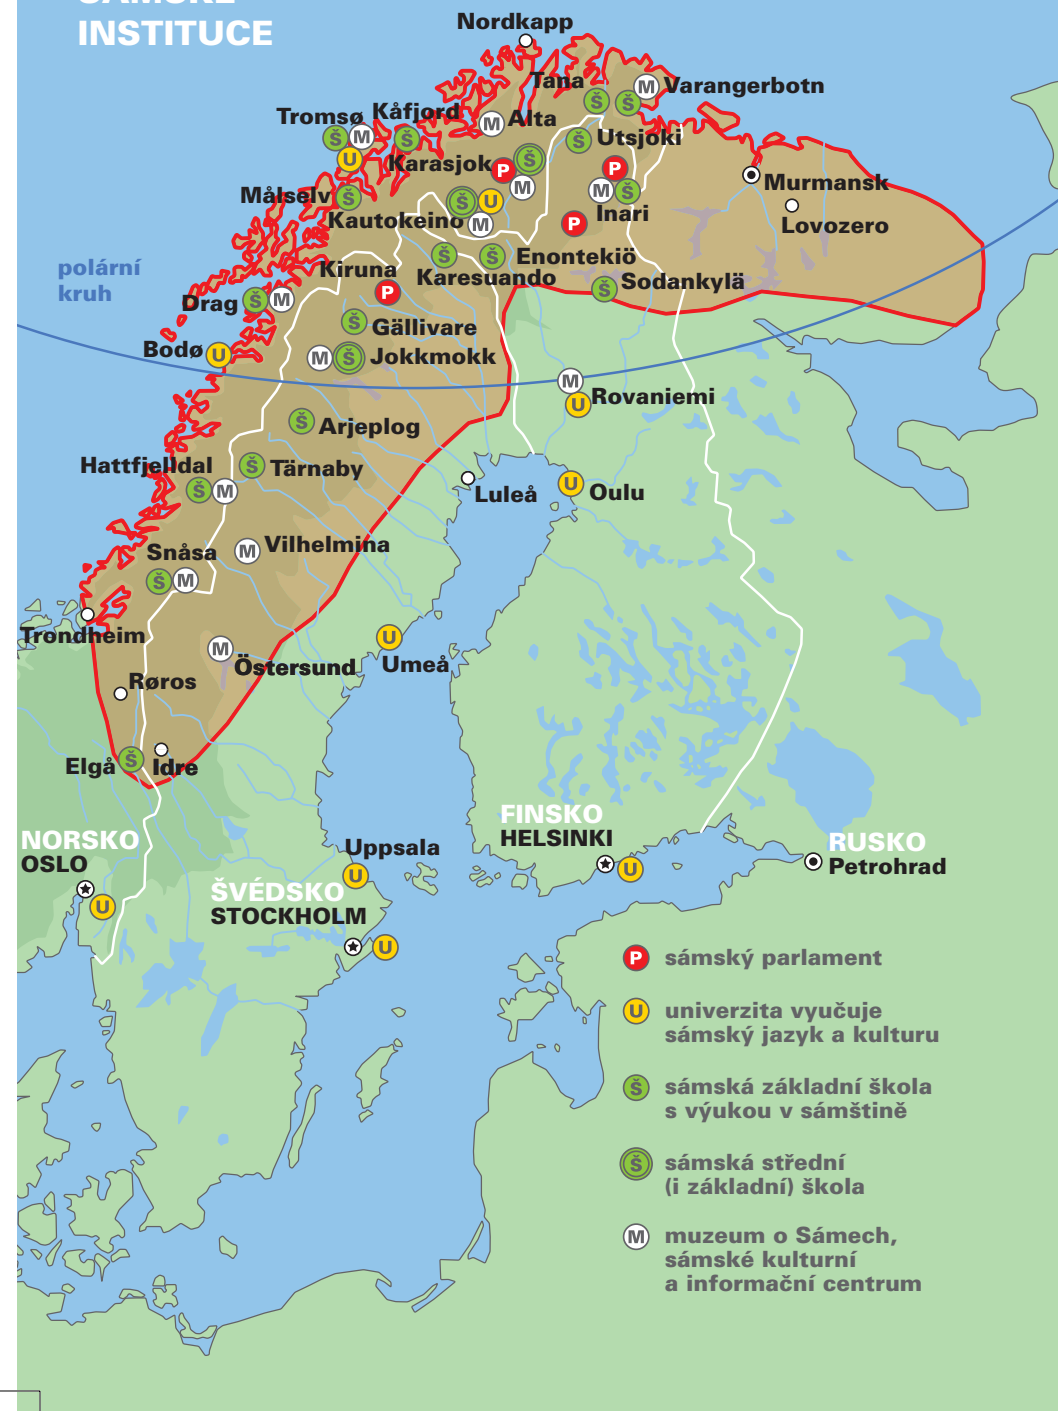 SÁMSKÉ
INSTITUCE
Nordkapp
Tana
M
Varangerbotn
Š
Š
Tromsø
Kåfjord
M
Alta
Š
M
Š
Š
Utsjoki
U
Karasjok
P
Š
P
M
M
Š
Inari
Murmansk
Lovozero
Målselv
Š
Kautokeino
Š
U
M
P
polární
kruh
Kiruna
P
Š
Karesuando
Š
Enontekiö
Š
Sodankylä
Drag
Š
M
Š
Gällivare
Bodø
U
M
Š
Jokkmokk
M
U
Rovaniemi
Š
Arjeplog
Hattfjelldal
Š
M
Š
Tärnaby
Luleå
U
Oulu
Snåsa
Š
M
M
Vilhelmina
Trondheim
M
Östersund
U
Umeå
Røros
Elgå
Š
Idre
NORSKO
OSLO
U
FINSKO
HELSINKI
U
RUSKO
Petrohrad
Uppsala
U
ŠVÉDSKO
STOCKHOLM
U
P sámský parlament
U univerzita vyučuje
sámský jazyk a kulturu
Š sámská základní škola
s výukou v sámštině
Š sámská střední
(i základní) škola
M muzeum o Sámech,
sámské kulturní
a informační centrum